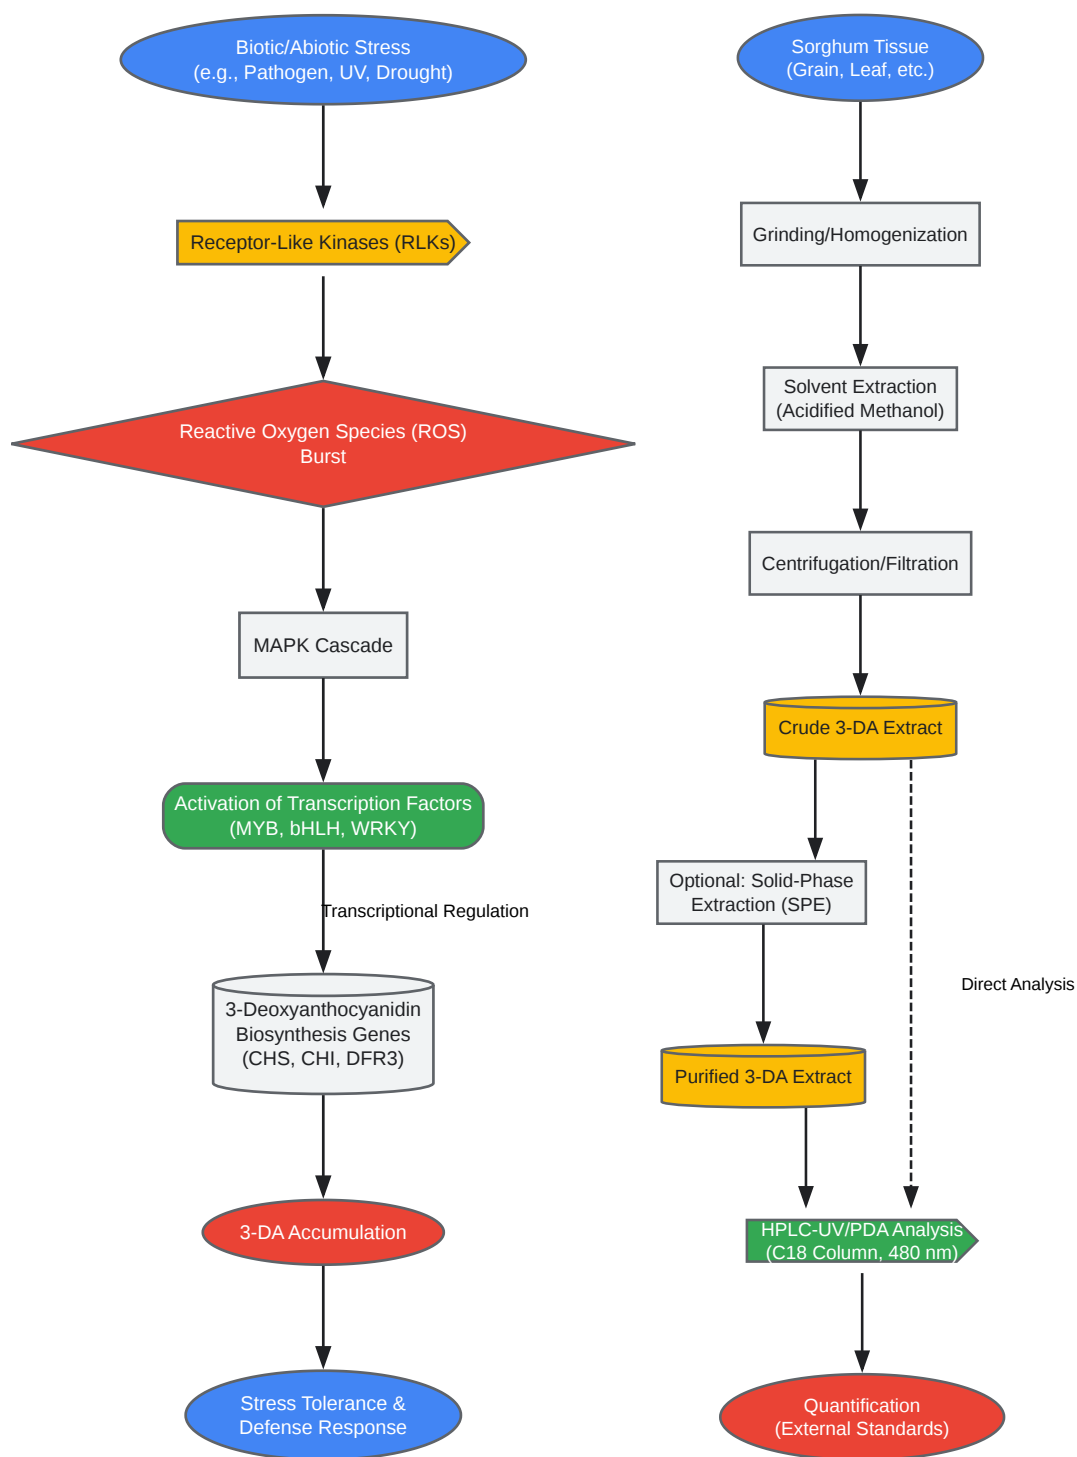 Biotic/Abiotic Stress
(e.g., Pathogen, UV, Drought)
Receptor-Like Kinases (RLKs)
Reactive Oxygen Species (ROS)
Burst
MAPK Cascade
Activation of Transcription Factors
(MYB, bHLH, WRKY)
Transcriptional Regulation
3-Deoxyanthocyanidin
Biosynthesis Genes
(CHS, CHI, DFR3)
3-DA Accumulation
Stress Tolerance &
Defense Response
Sorghum Tissue
(Grain, Leaf, etc.)
Grinding/Homogenization
Solvent Extraction
(Acidified Methanol)
Centrifugation/Filtration
Crude 3-DA Extract
Optional: Solid-Phase
Extraction (SPE)
Direct Analysis
Purified 3-DA Extract
HPLC-UV/PDA Analysis
(C18 Column, 480 nm)
Quantification
(External Standards)